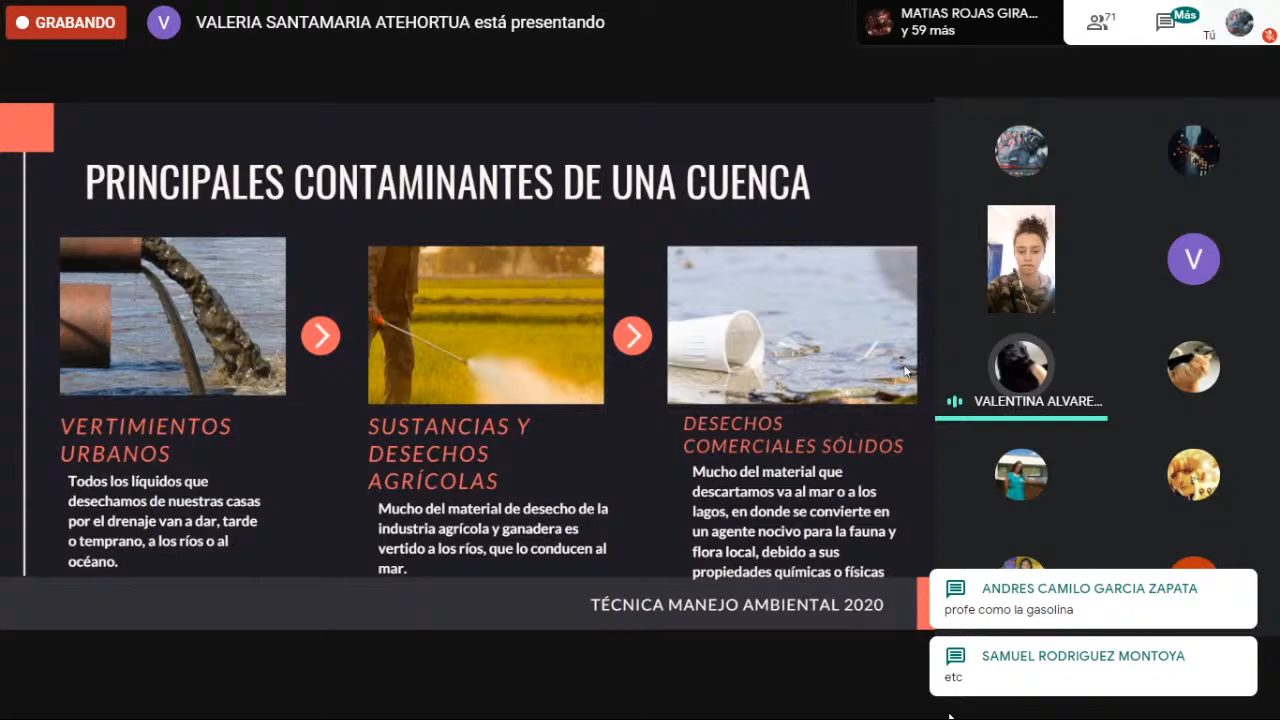 GRABANDO
V
VALERIA SANTAMARIA ATEHORTUA está presentando
MATIAS ROJAS GIRA...
y 59 más
71
Más
Tú
PRINCIPALES CONTAMINANTES DE UNA CUENCA
VERTIMIENTOS
URBANOS
Todos los líquidos que
desechamos de nuestras casas
por el drenaje van a dar, tarde
o temprano, a los ríos o al
océano.
SUSTANCIAS Y
DESECHOS
AGRÍCOLAS
Mucho del material de desecho de la
industria agrícola y ganadera es
vertido a los ríos, que lo conducen al
mar.
DESECHOS
COMERCIALES SÓLIDOS
Mucho del material que
descartamos va al mar o a los
lagos, en donde se convierte en
un agente nocivo para la fauna y
flora local, debido a sus
propiedades químicas o físicas
TÉCNICA MANEJO AMBIENTAL 2020
V
VALENTINA ALVARE...
ANDRES CAMILO GARCIA ZAPATA
profe como la gasolina
SAMUEL RODRIGUEZ MONTOYA
etc